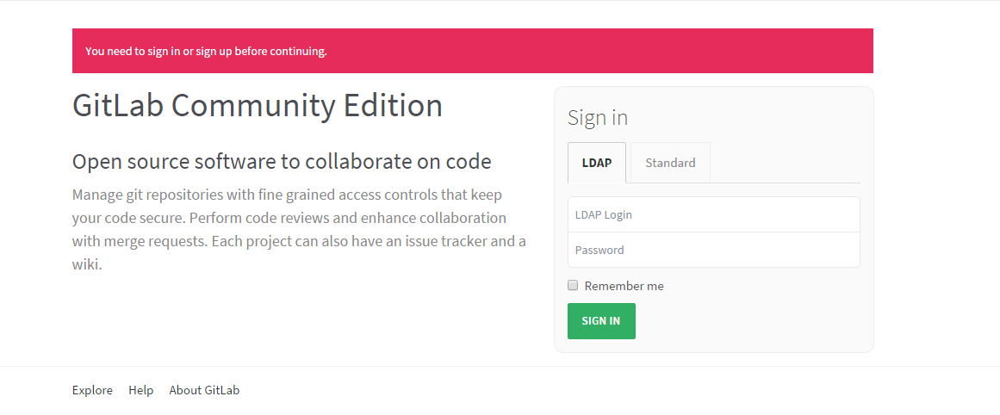 You need to sign in or sign up before continuing.
GitLab Community Edition
Open source software to collaborate on code
Manage git repositories with fine grained access controls that keep
your code secure. Perform code reviews and enhance collaboration
with merge requests. Each project can also have an issue tracker and a
wiki.
Sign in
LDAP Standard
LDAP Login
Password
Remember me
SIGN IN
Explore Help About GitLab